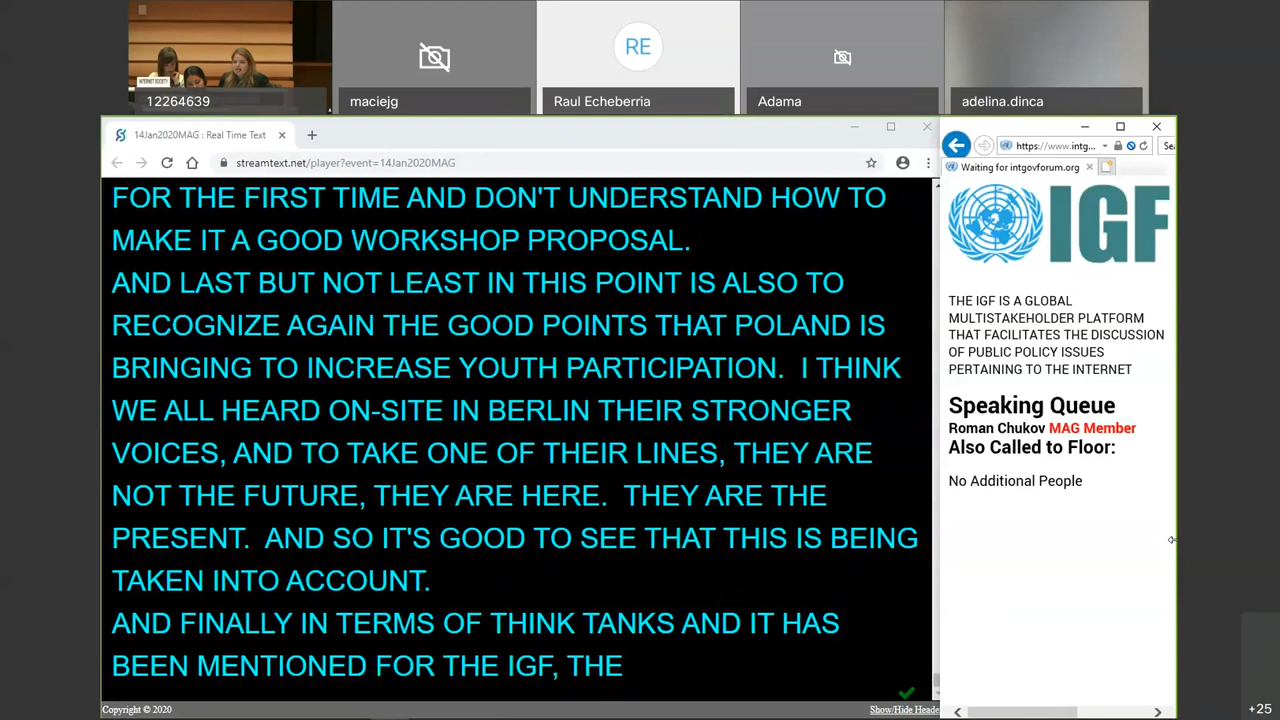 INTERNET SOCIETY
RE
12264639
maciejg
Raul Echeberria
Adama
adelina.dinca
14Jan2020MAG : Real Time Text
streamtext.net/player?event=14Jan2020MAG
FOR THE FIRST TIME AND DON'T UNDERSTAND HOW TO
MAKE IT A GOOD WORKSHOP PROPOSAL.
AND LAST BUT NOT LEAST IN THIS POINT IS ALSO TO
RECOGNIZE AGAIN THE GOOD POINTS THAT POLAND IS
BRINGING TO INCREASE YOUTH PARTICIPATION.  I THINK
WE ALL HEARD ON-SITE IN BERLIN THEIR STRONGER
VOICES, AND TO TAKE ONE OF THEIR LINES, THEY ARE
NOT THE FUTURE, THEY ARE HERE.  THEY ARE THE
PRESENT.  AND SO IT'S GOOD TO SEE THAT THIS IS BEING
TAKEN INTO ACCOUNT.
AND FINALLY IN TERMS OF THINK TANKS AND IT HAS
BEEN MENTIONED FOR THE IGF, THE
Copyright © 2020
Show/Hide Heade
https://www.intg...
Sea
Waiting for intgovforum.org
IGF
THE IGF IS A GLOBAL
MULTISTAKEHOLDER PLATFORM
THAT FACILITATES THE DISCUSSION
OF PUBLIC POLICY ISSUES
PERTAINING TO THE INTERNET
Speaking Queue
Roman Chukov MAG Member
Also Called to Floor:
No Additional People
+25